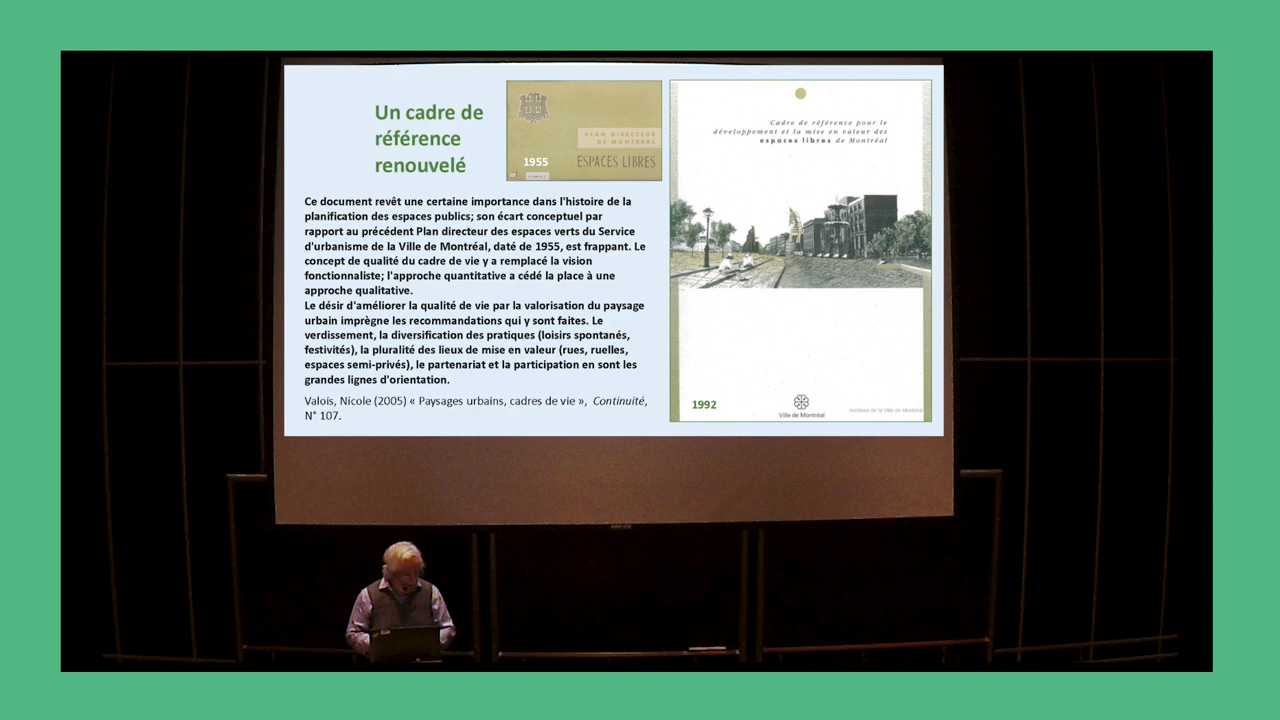 Un cadre de
référence
renouvelé
PLAN DIRECTEUR
DE MONTRÉAL
1955
ESPACES LIBRES
Ce document revêt une certaine importance dans l'histoire de la
planification des espaces publics; son écart conceptuel par
rapport au précédent Plan directeur des espaces verts du Service
d'urbanisme de la Ville de Montréal, daté de 1955, est frappant. Le
concept de qualité du cadre de vie y a remplacé la vision
fonctionnaliste; l'approche quantitative a cédé la place à une
approche qualitative.
Le désir d'améliorer la qualité de vie par la valorisation du paysage
urbain imprègne les recommandations qui y sont faites. Le
verdissement, la diversification des pratiques (loisirs spontanés,
festivités), la pluralité des lieux de mise en valeur (rues, ruelles,
espaces semi-privés), le partenariat et la participation en sont les
grandes lignes d'orientation.
Valois, Nicole (2005) « Paysages urbains, cadres de vie », Continuité,
N° 107.
Cadre de référence pour le
développement et la mise en valeur des
espaces libres de Montréal
1992
Ville de Montréal
Archives de la Ville de Montréal